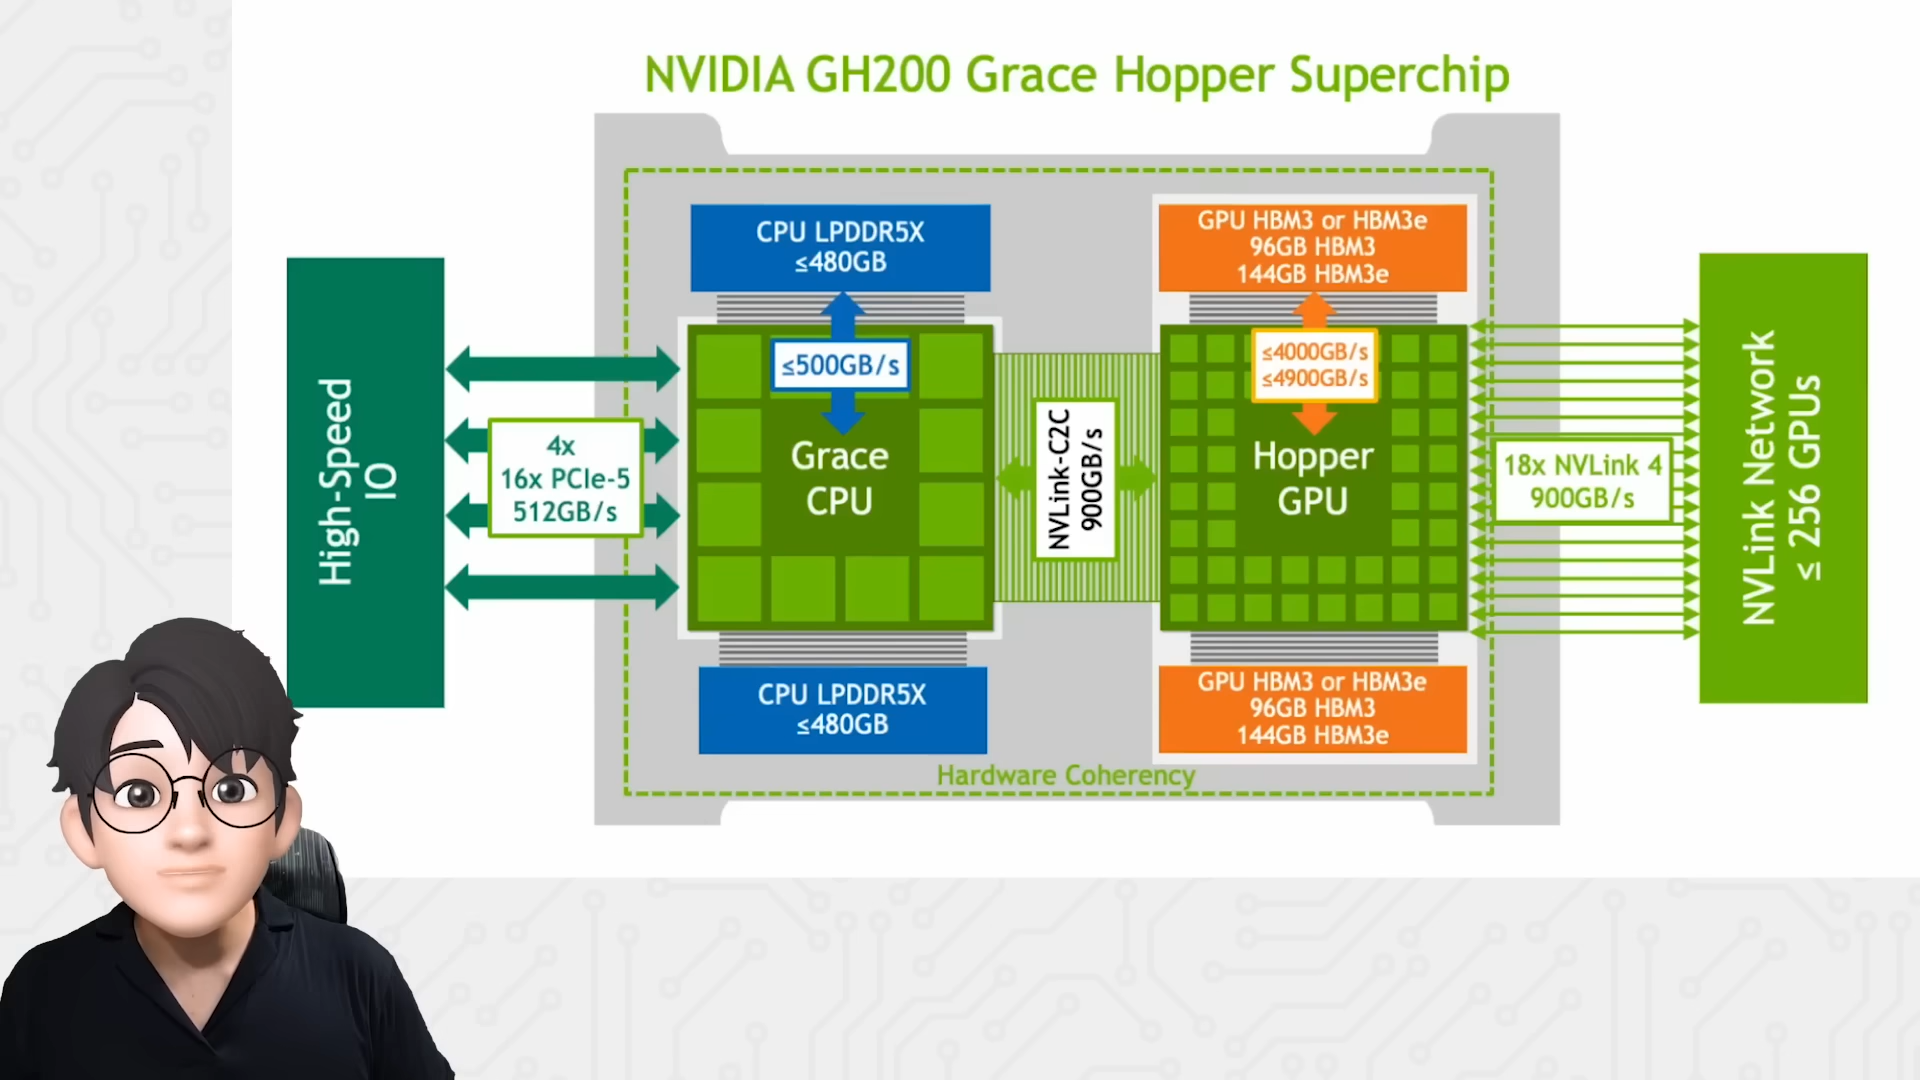 NVIDIA GH200 Grace Hopper Superchip
High-Speed
IO
4x
16x PCIe-5
512GB/s
CPU LPDDR5X
≤480GB
≤500GB/s
Grace
CPU
CPU LPDDR5X
≤480GB
NVLink-C2C
900GB/s
GPU HBM3 or HBM3e
96GB HBM3
144GB HBM3e
≤4000GB/s
≤4900GB/s
Hopper
GPU
GPU HBM3 or HBM3e
96GB HBM3
144GB HBM3e
Hardware Coherency
18x NVLink 4
900GB/s
NVLink Network
≤ 256 GPUs